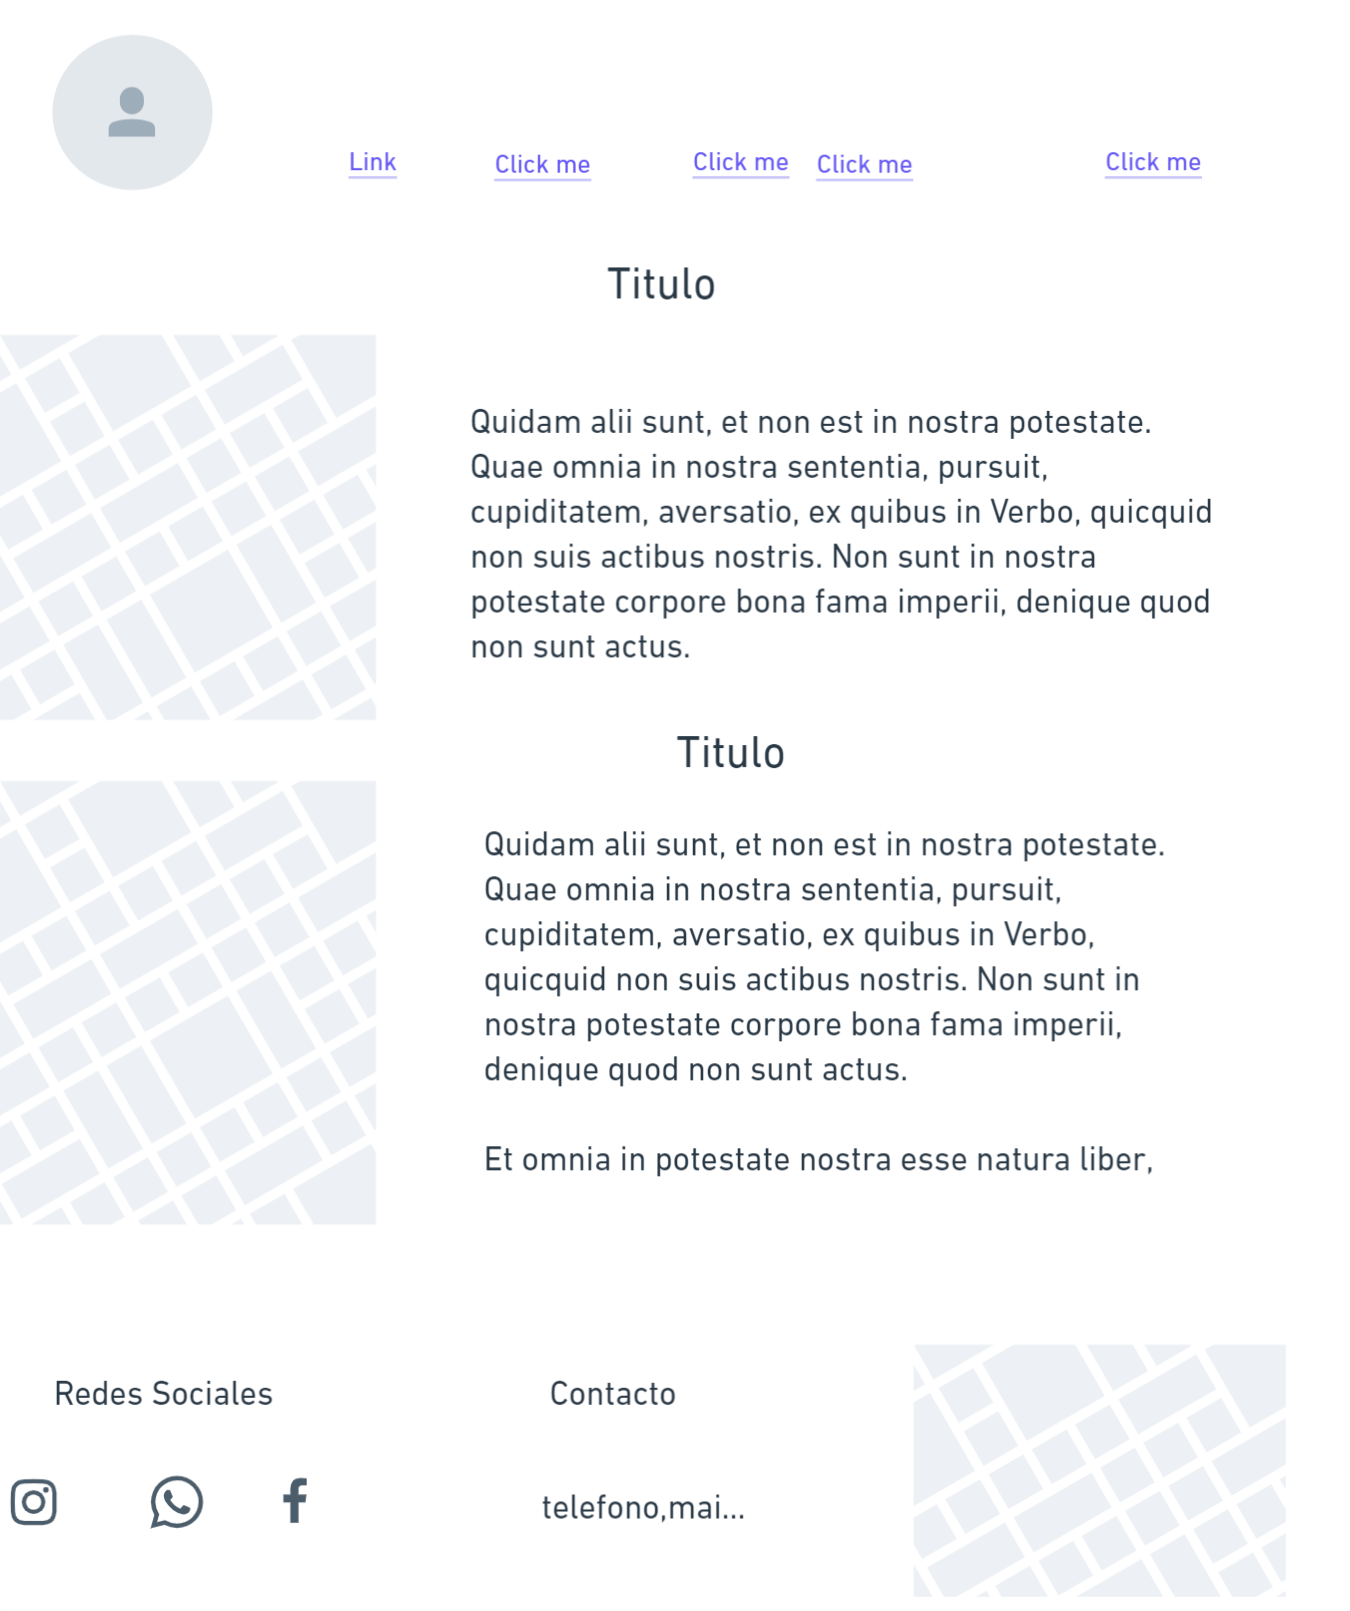 Link
Click me
Click me
Click me
Click me
Titulo
Quidam alii sunt, et non est in nostra potestate.
Quae omnia in nostra sententia, pursuit,
cupiditatem, aversatio, ex quibus in Verbo, quicquid
non suis actibus nostris. Non sunt in nostra
potestate corpore bona fama imperii, denique quod
non sunt actus.
Titulo
Quidam alii sunt, et non est in nostra potestate.
Quae omnia in nostra sententia, pursuit,
cupiditatem, aversatio, ex quibus in Verbo,
quicquid non suis actibus nostris. Non sunt in
nostra potestate corpore bona fama imperii,
denique quod non sunt actus.
Et omnia in potestate nostra esse natura liber,
Redes Sociales
Contacto
telefono,mai...